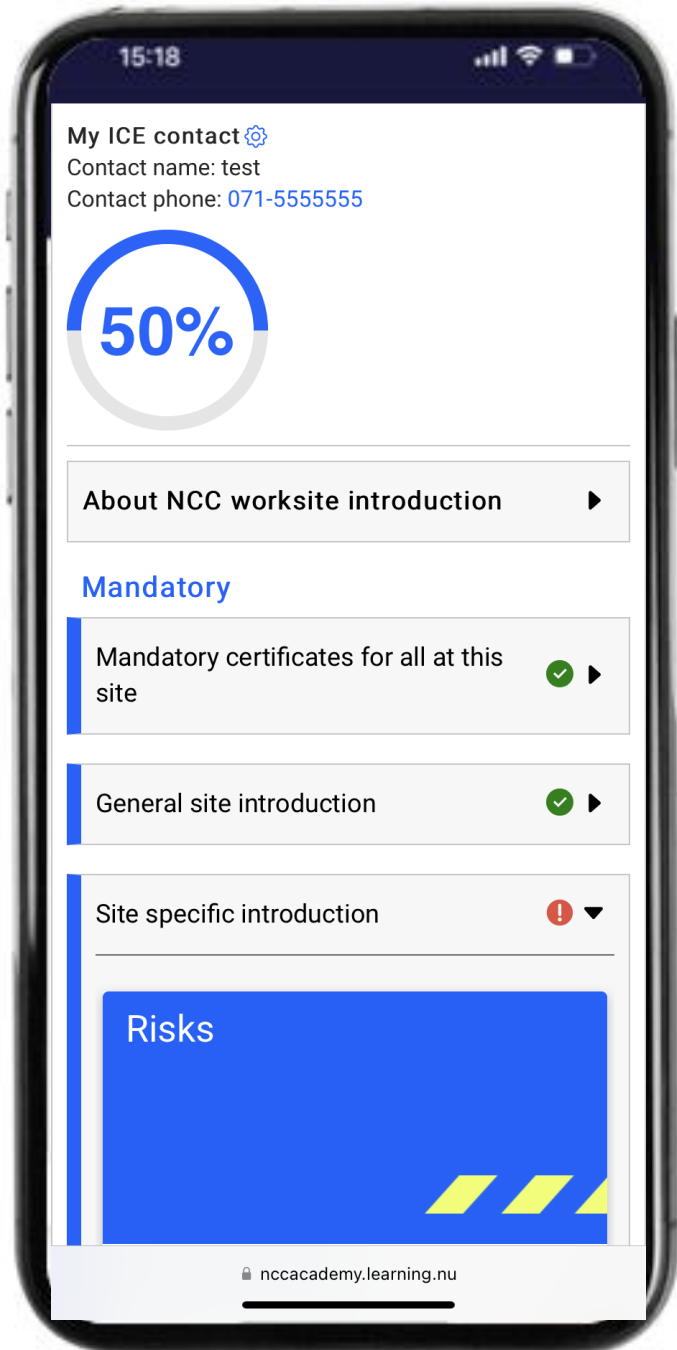 15:18
My ICE contact
Contact name: test
Contact phone: 071-5555555
50%
About NCC worksite introduction
Mandatory
Mandatory certificates for all at this
site
General site introduction
Site specific introduction
Risks
nccacademy.learning.nu